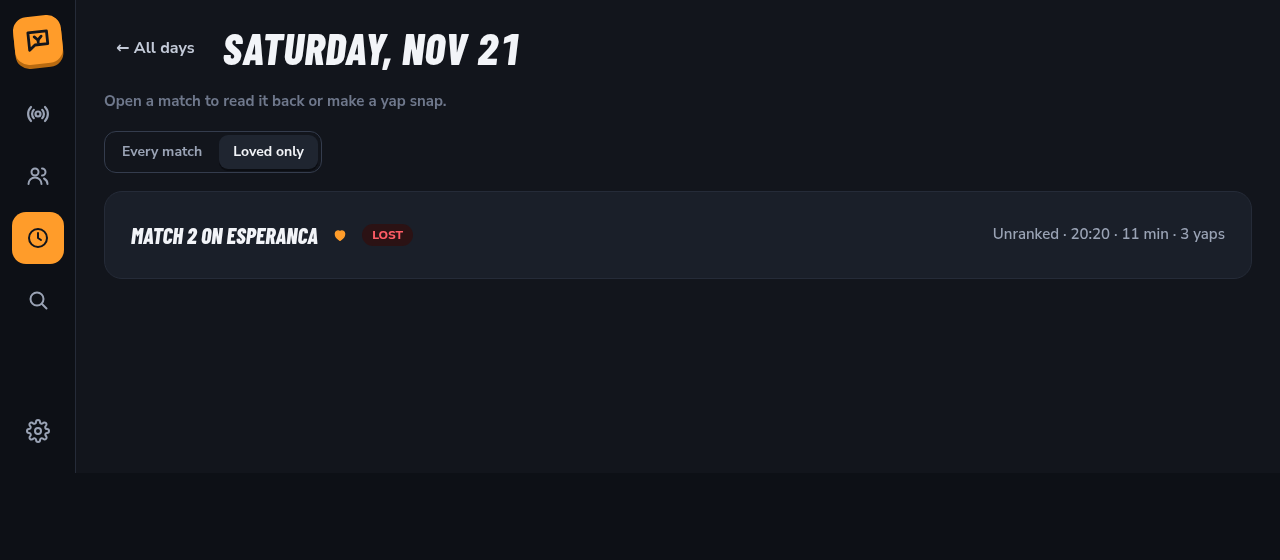 ← All days
SATURDAY, NOV 21
Open a match to read it back or make a yap snap.
Every match
Loved only
MATCH 2 ON ESPERANCA
LOST
Unranked · 20:20 · 11 min · 3 yaps